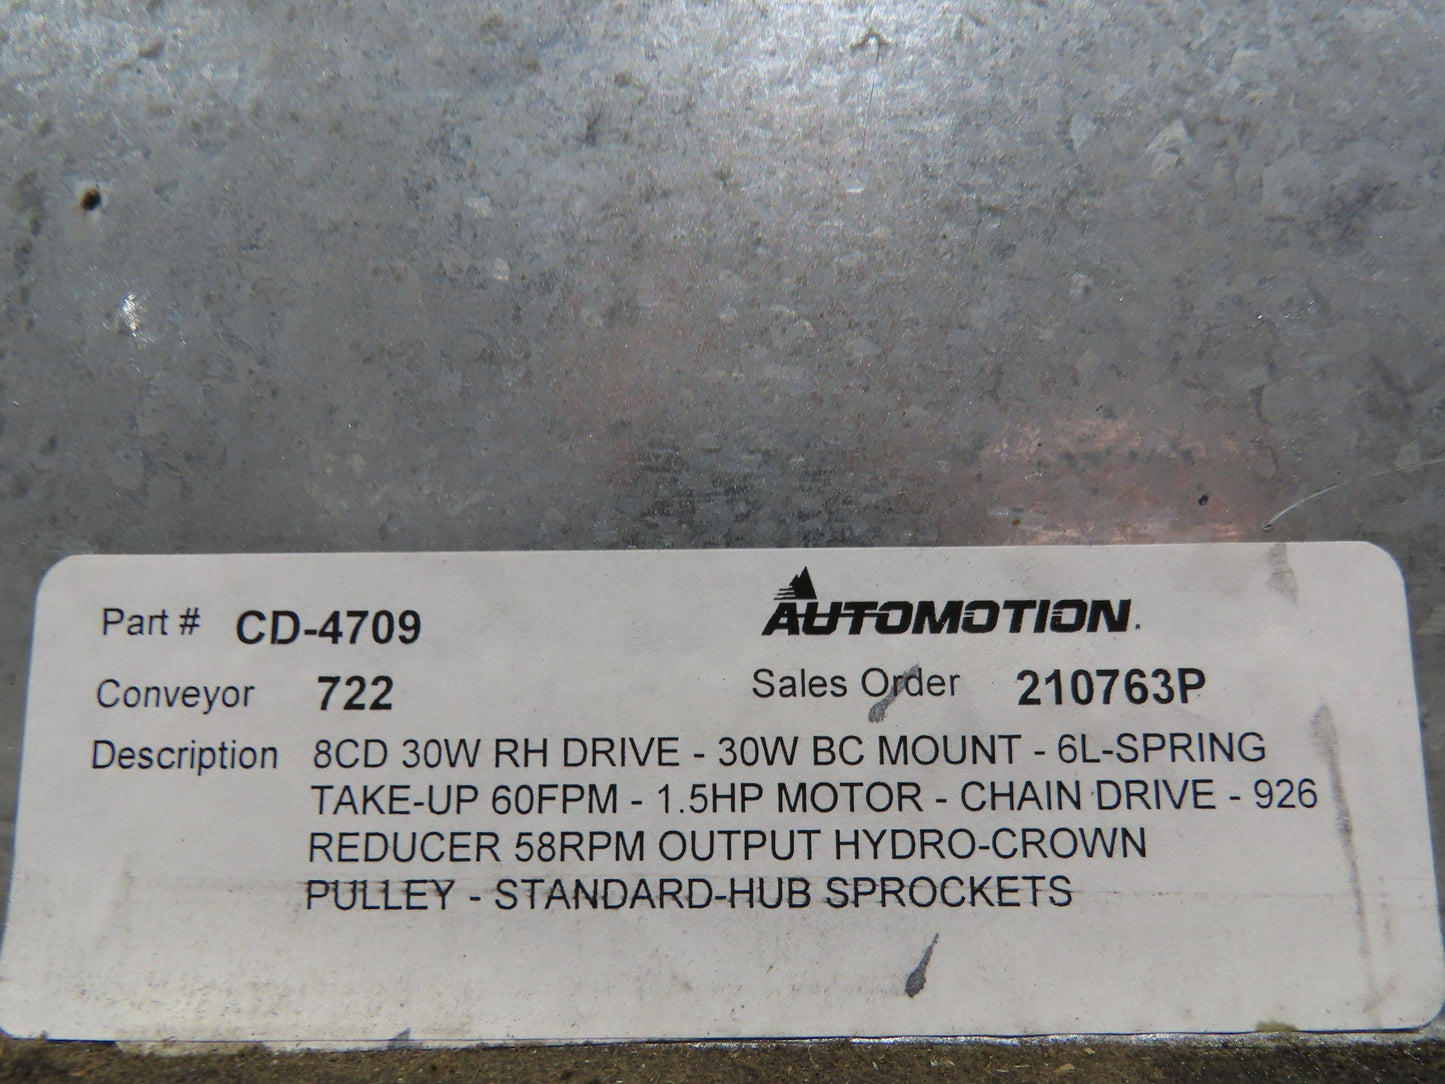 Part # CD-4709
AUTOMOTION.
Conveyor 722
Sales Order 210763P
Description 8CD 30W RH DRIVE - 30W BC MOUNT - 6L-SPRING
TAKE-UP 60FPM - 1.5HP MOTOR - CHAIN DRIVE - 926
REDUCER 58RPM OUTPUT HYDRO-CROWN
PULLEY - STANDARD-HUB SPROCKETS